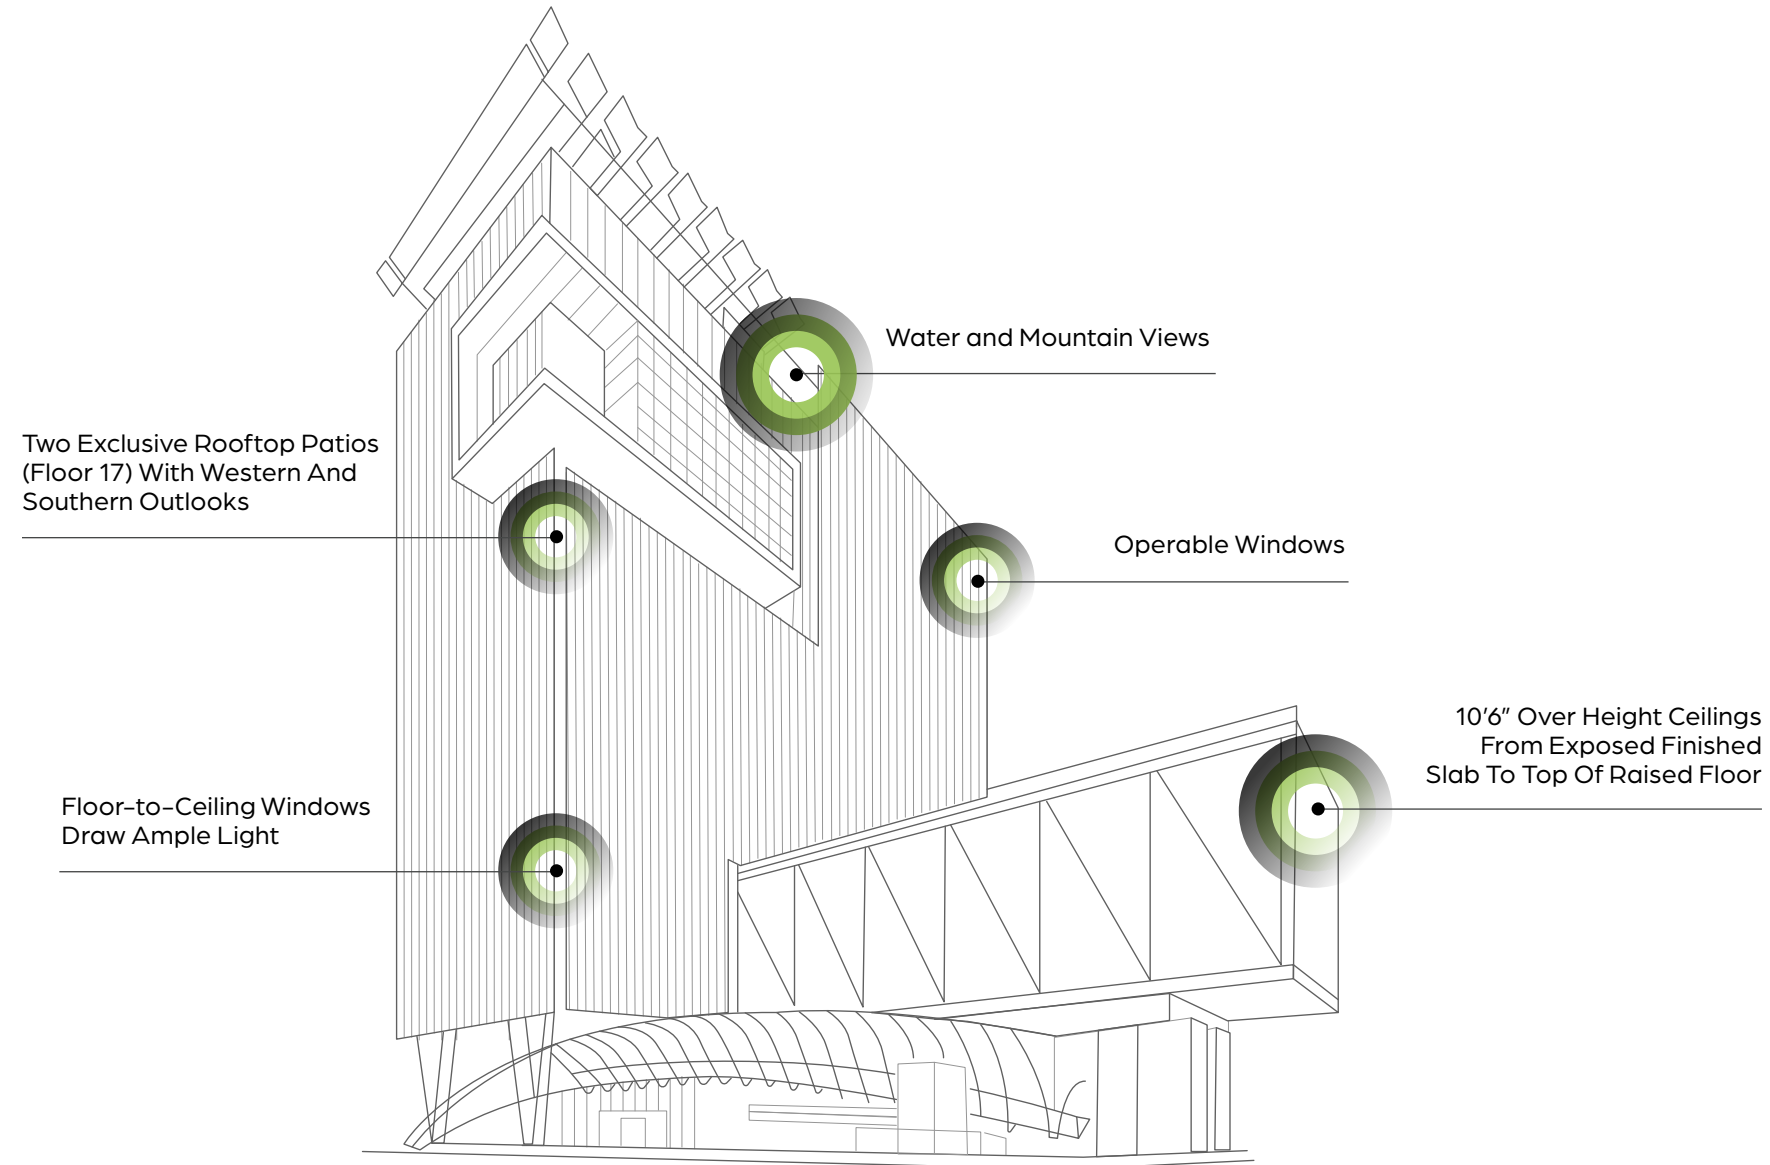 Water and Mountain Views
Two Exclusive Rooftop Patios
(Floor 17) With Western And
Southern Outlooks
Operable Windows
10’6” Over Height Ceilings
From Exposed Finished
Slab To Top Of Raised Floor
Floor-to-Ceiling Windows
Draw Ample Light